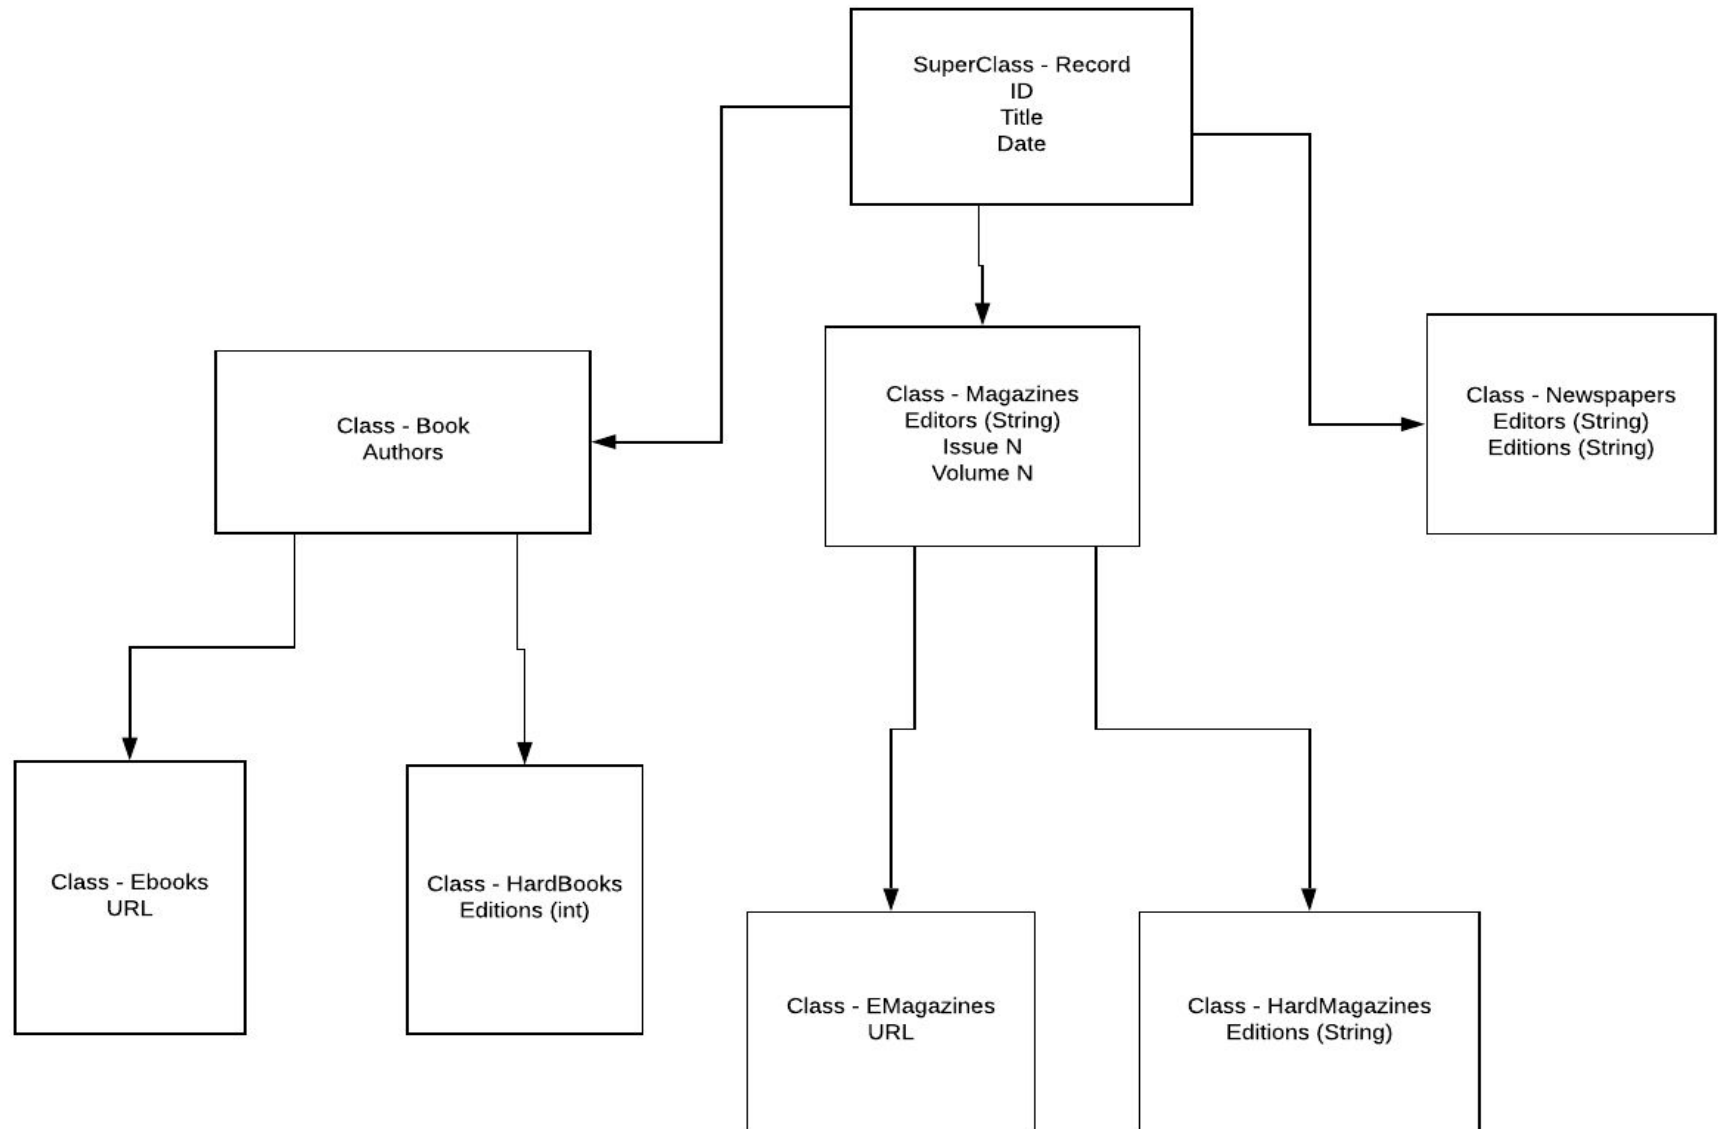 SuperClass - Record
ID
Title
Date
Class - Book
Authors
Class - Magazines
Editors (String)
Issue N
Volume N
Class - Newspapers
Editors (String)
Editions (String)
Class - Ebooks
URL
Class - HardBooks
Editions (int)
Class - EMagazines
URL
Class - HardMagazines
Editions (String)